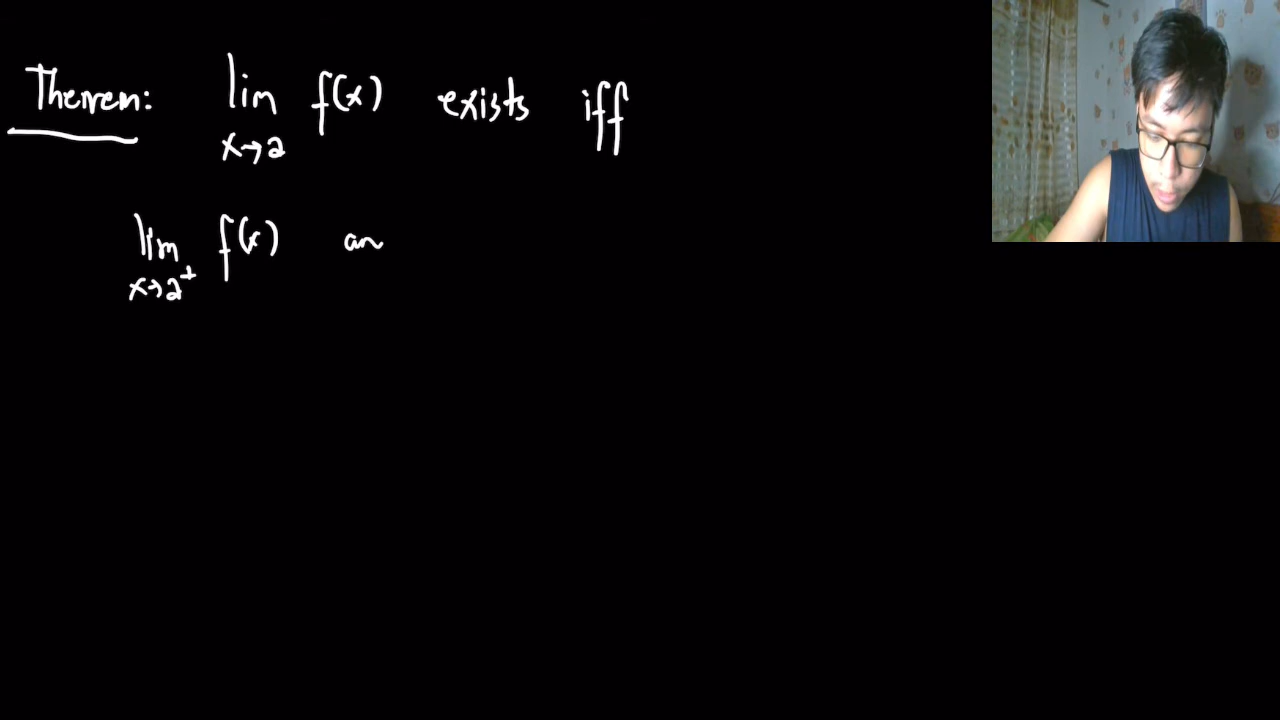 Theorem: lim x→a f(x) exists iff
lim x→a⁺ f(x) an